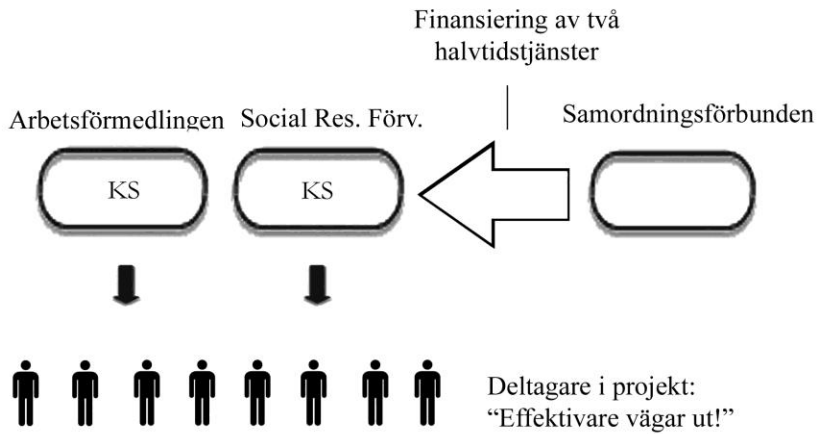 Finansiering av två
halvtidstjänster
Arbetsförmedlingen
Social Res. Förv.
Samordningsförbunden
KS
KS
Deltagare i projekt:
“Effektivare vägar ut!”